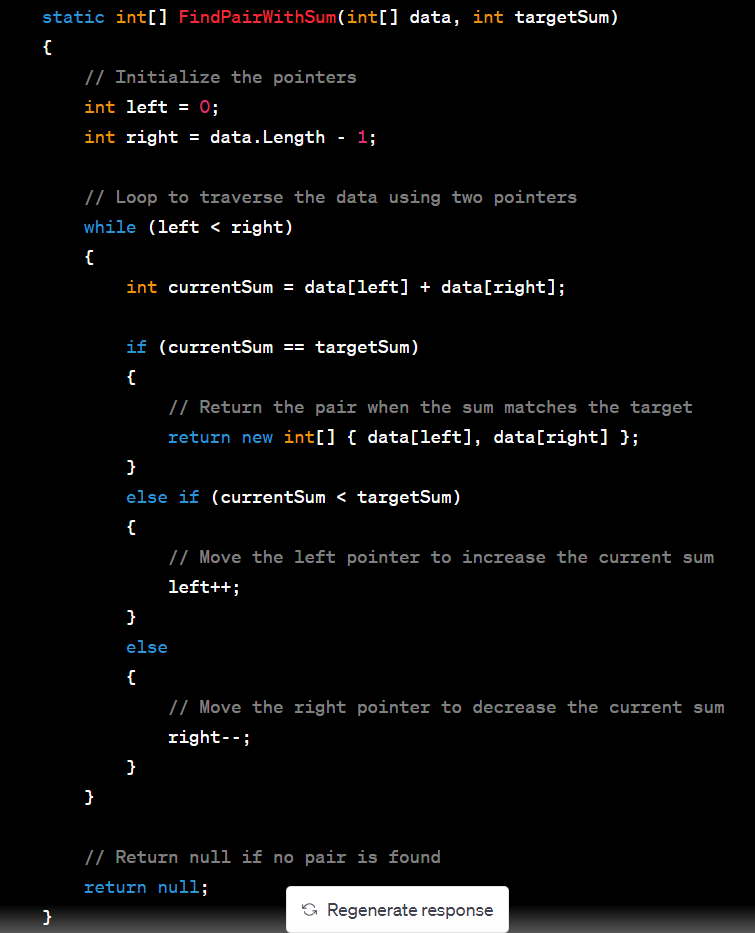 static int[] FindPairWithSum(int[] data, int targetSum)
{
    // Initialize the pointers
    int left = 0;
    int right = data.Length - 1;

    // Loop to traverse the data using two pointers
    while (left < right)
    {
        int currentSum = data[left] + data[right];

        if (currentSum == targetSum)
        {
            // Return the pair when the sum matches the target
            return new int[] { data[left], data[right] };
        }
        else if (currentSum < targetSum)
        {
            // Move the left pointer to increase the current sum
            left++;
        }
        else
        {
            // Move the right pointer to decrease the current sum
            right--;
        }
    }

    // Return null if no pair is found
    return null;
}
Regenerate response